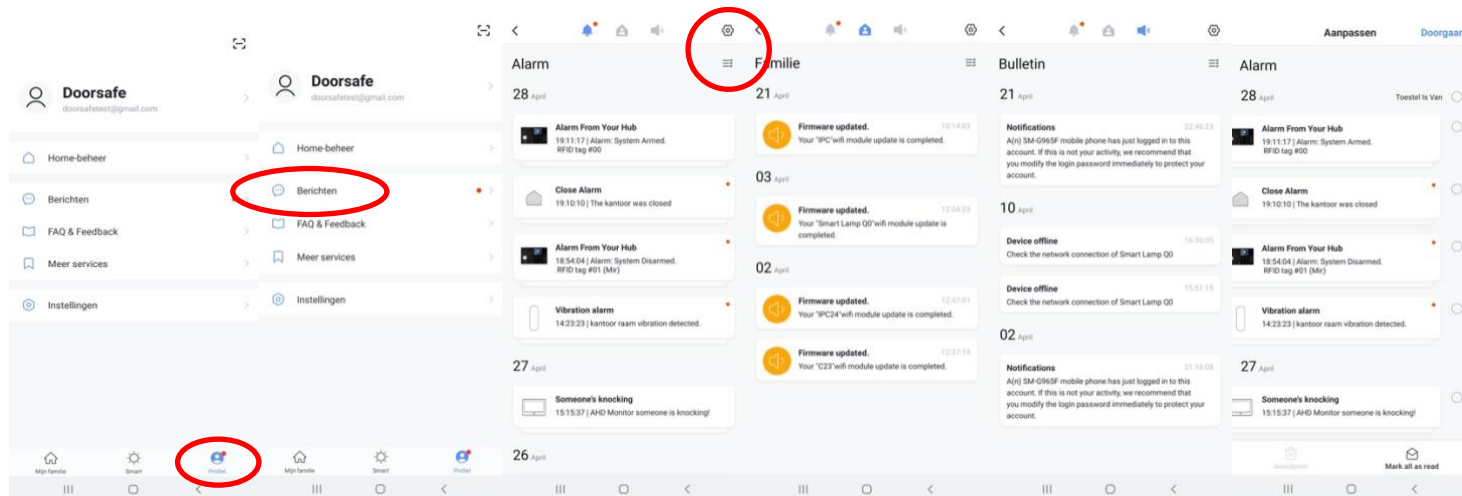 Doorsafe
doorsafetest@gmail.com
Home-beheer
Berichten
FAQ & Feedback
Meer services
Instellingen
Mijn familie
Smart
Profiel
Doorsafe
doorsafetest@gmail.com
Home-beheer
Berichten
FAQ & Feedback
Meer services
Instellingen
Mijn familie
Smart
Profiel
Alarm
28 April
Alarm From Your Hub
19:11:17 | Alarm: System Armed.
RFID tag #00
Close Alarm
19:10:10 | The kantoor was closed
Alarm From Your Hub
18:54:04 | Alarm: System Disarmed.
RFID tag #01 (Mir)
Vibration alarm
14:23:23 | kantoor raam vibration detected.
27 April
Someone's knocking
15:15:37 | AHD Monitor someone is knocking!
26 April
Familie
21 April
Firmware updated. 10:14:03
Your "IPC"wifi module update is completed.
03 April
Firmware updated. 12:04:25
Your "Smart Lamp Q0"wifi module update is
completed.
02 April
Firmware updated. 12:47:01
Your "IPC24"wifi module update is completed.
Firmware updated. 12:37:19
Your "C23"wifi module update is completed.
Bulletin
21 April
Notifications 22:46:23
A(n) SM-G965F mobile phone has just logged in to this
account. If this is not your activity, we recommend that
you modify the login password immediately to protect your
account.
10 April
Device offline 16:36:05
Check the network connection of Smart Lamp Q0
Device offline 15:51:15
Check the network connection of Smart Lamp Q0
02 April
Notifications 21:16:08
A(n) SM-G965F mobile phone has just logged in to this
account. If this is not your activity, we recommend that
you modify the login password immediately to protect your
account.
Aanpassen Doorgaan
Alarm
28 April Toestel Is Van
Alarm From Your Hub
19:11:17 | Alarm: System Armed.
RFID tag #00
Close Alarm
19:10:10 | The kantoor was closed
Alarm From Your Hub
18:54:04 | Alarm: System Disarmed.
RFID tag #01 (Mir)
Vibration alarm
14:23:23 | kantoor raam vibration detected.
27 April
Someone's knocking
15:15:37 | AHD Monitor someone is knocking!
Mark all as read